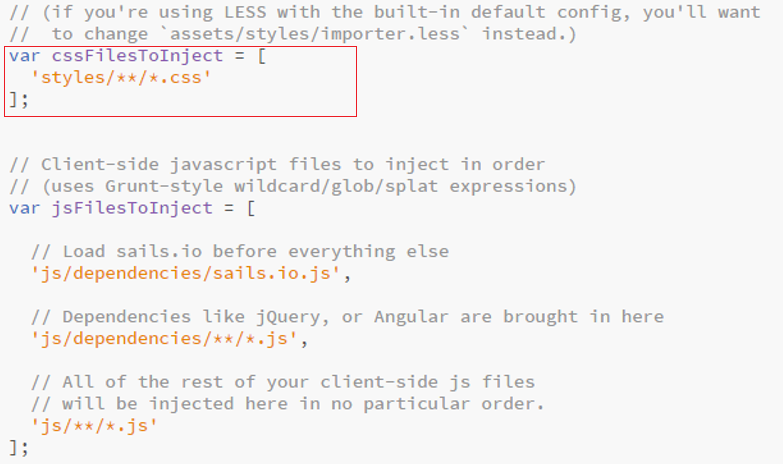 // (if you're using LESS with the built-in default config, you'll want
//  to change `assets/styles/importer.less` instead.)
var cssFilesToInject = [
  'styles/**/*.css'
];
// Client-side javascript files to inject in order
// (uses Grunt-style wildcard/glob/splat expressions)
var jsFilesToInject = [
  // Load sails.io before everything else
  'js/dependencies/sails.io.js',
  // Dependencies like jQuery, or Angular are brought in here
  'js/dependencies/**/*.js',
  // All of the rest of your client-side js files
  // will be injected here in no particular order.
  'js/**/*.js'
];